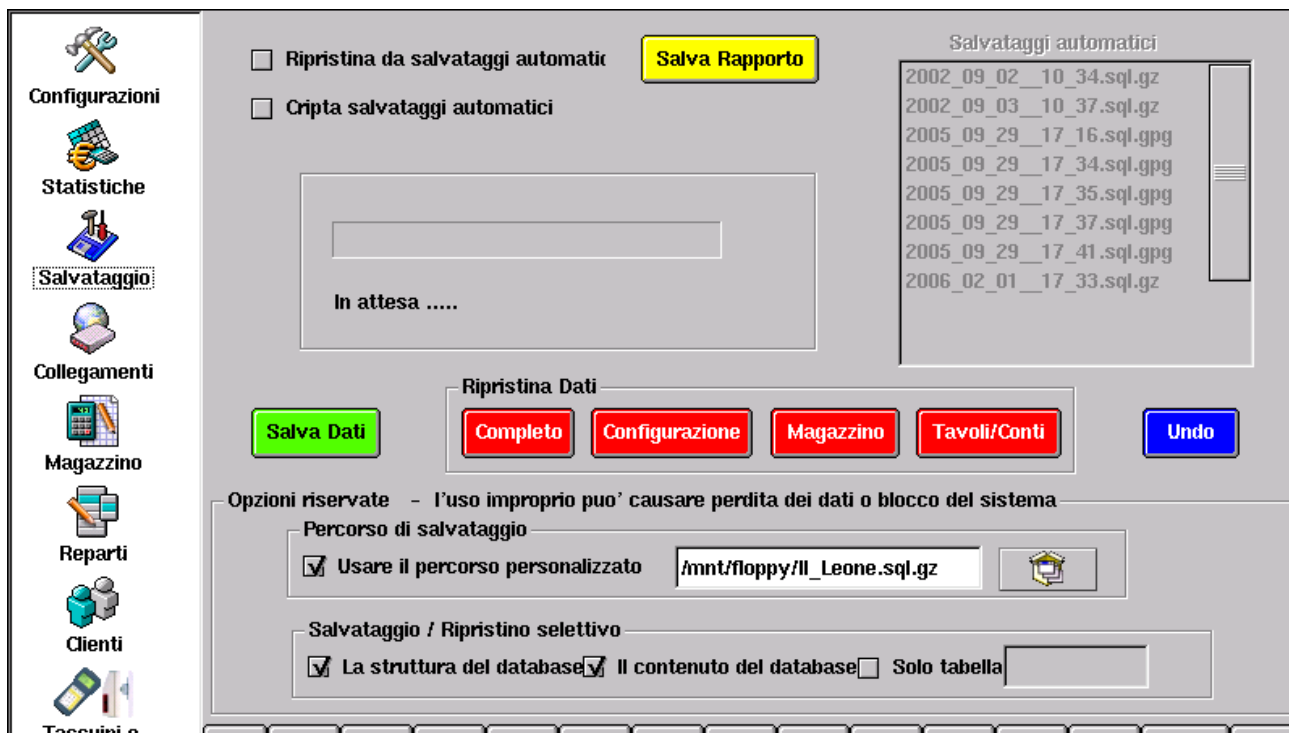 Configurazioni
Statistiche
Salvataggio
Collegamenti
Magazzino
Reparti
Clienti
Ripristina da salvataggi automatic
Salva Rapporto
Cripta salvataggi automatici
Salvataggi automatici
2002_09_02__10_34.sql.gz
2002_09_03__10_37.sql.gz
2005_09_29__17_16.sql.gpg
2005_09_29__17_34.sql.gpg
2005_09_29__17_35.sql.gpg
2005_09_29__17_37.sql.gpg
2005_09_29__17_41.sql.gpg
2006_02_01__17_33.sql.gz
In attesa .....
Ripristina Dati
Salva Dati
Completo
Configurazione
Magazzino
Tavoli/Conti
Undo
Opzioni riservate - l'uso improprio puo' causare perdita dei dati o blocco del sistema
Percorso di salvataggio
Usare il percorso personalizzato
/mnt/floppy/Il_Leone.sql.gz
Salvataggio / Ripristino selettivo
La struttura del database
Il contenuto del database
Solo tabella